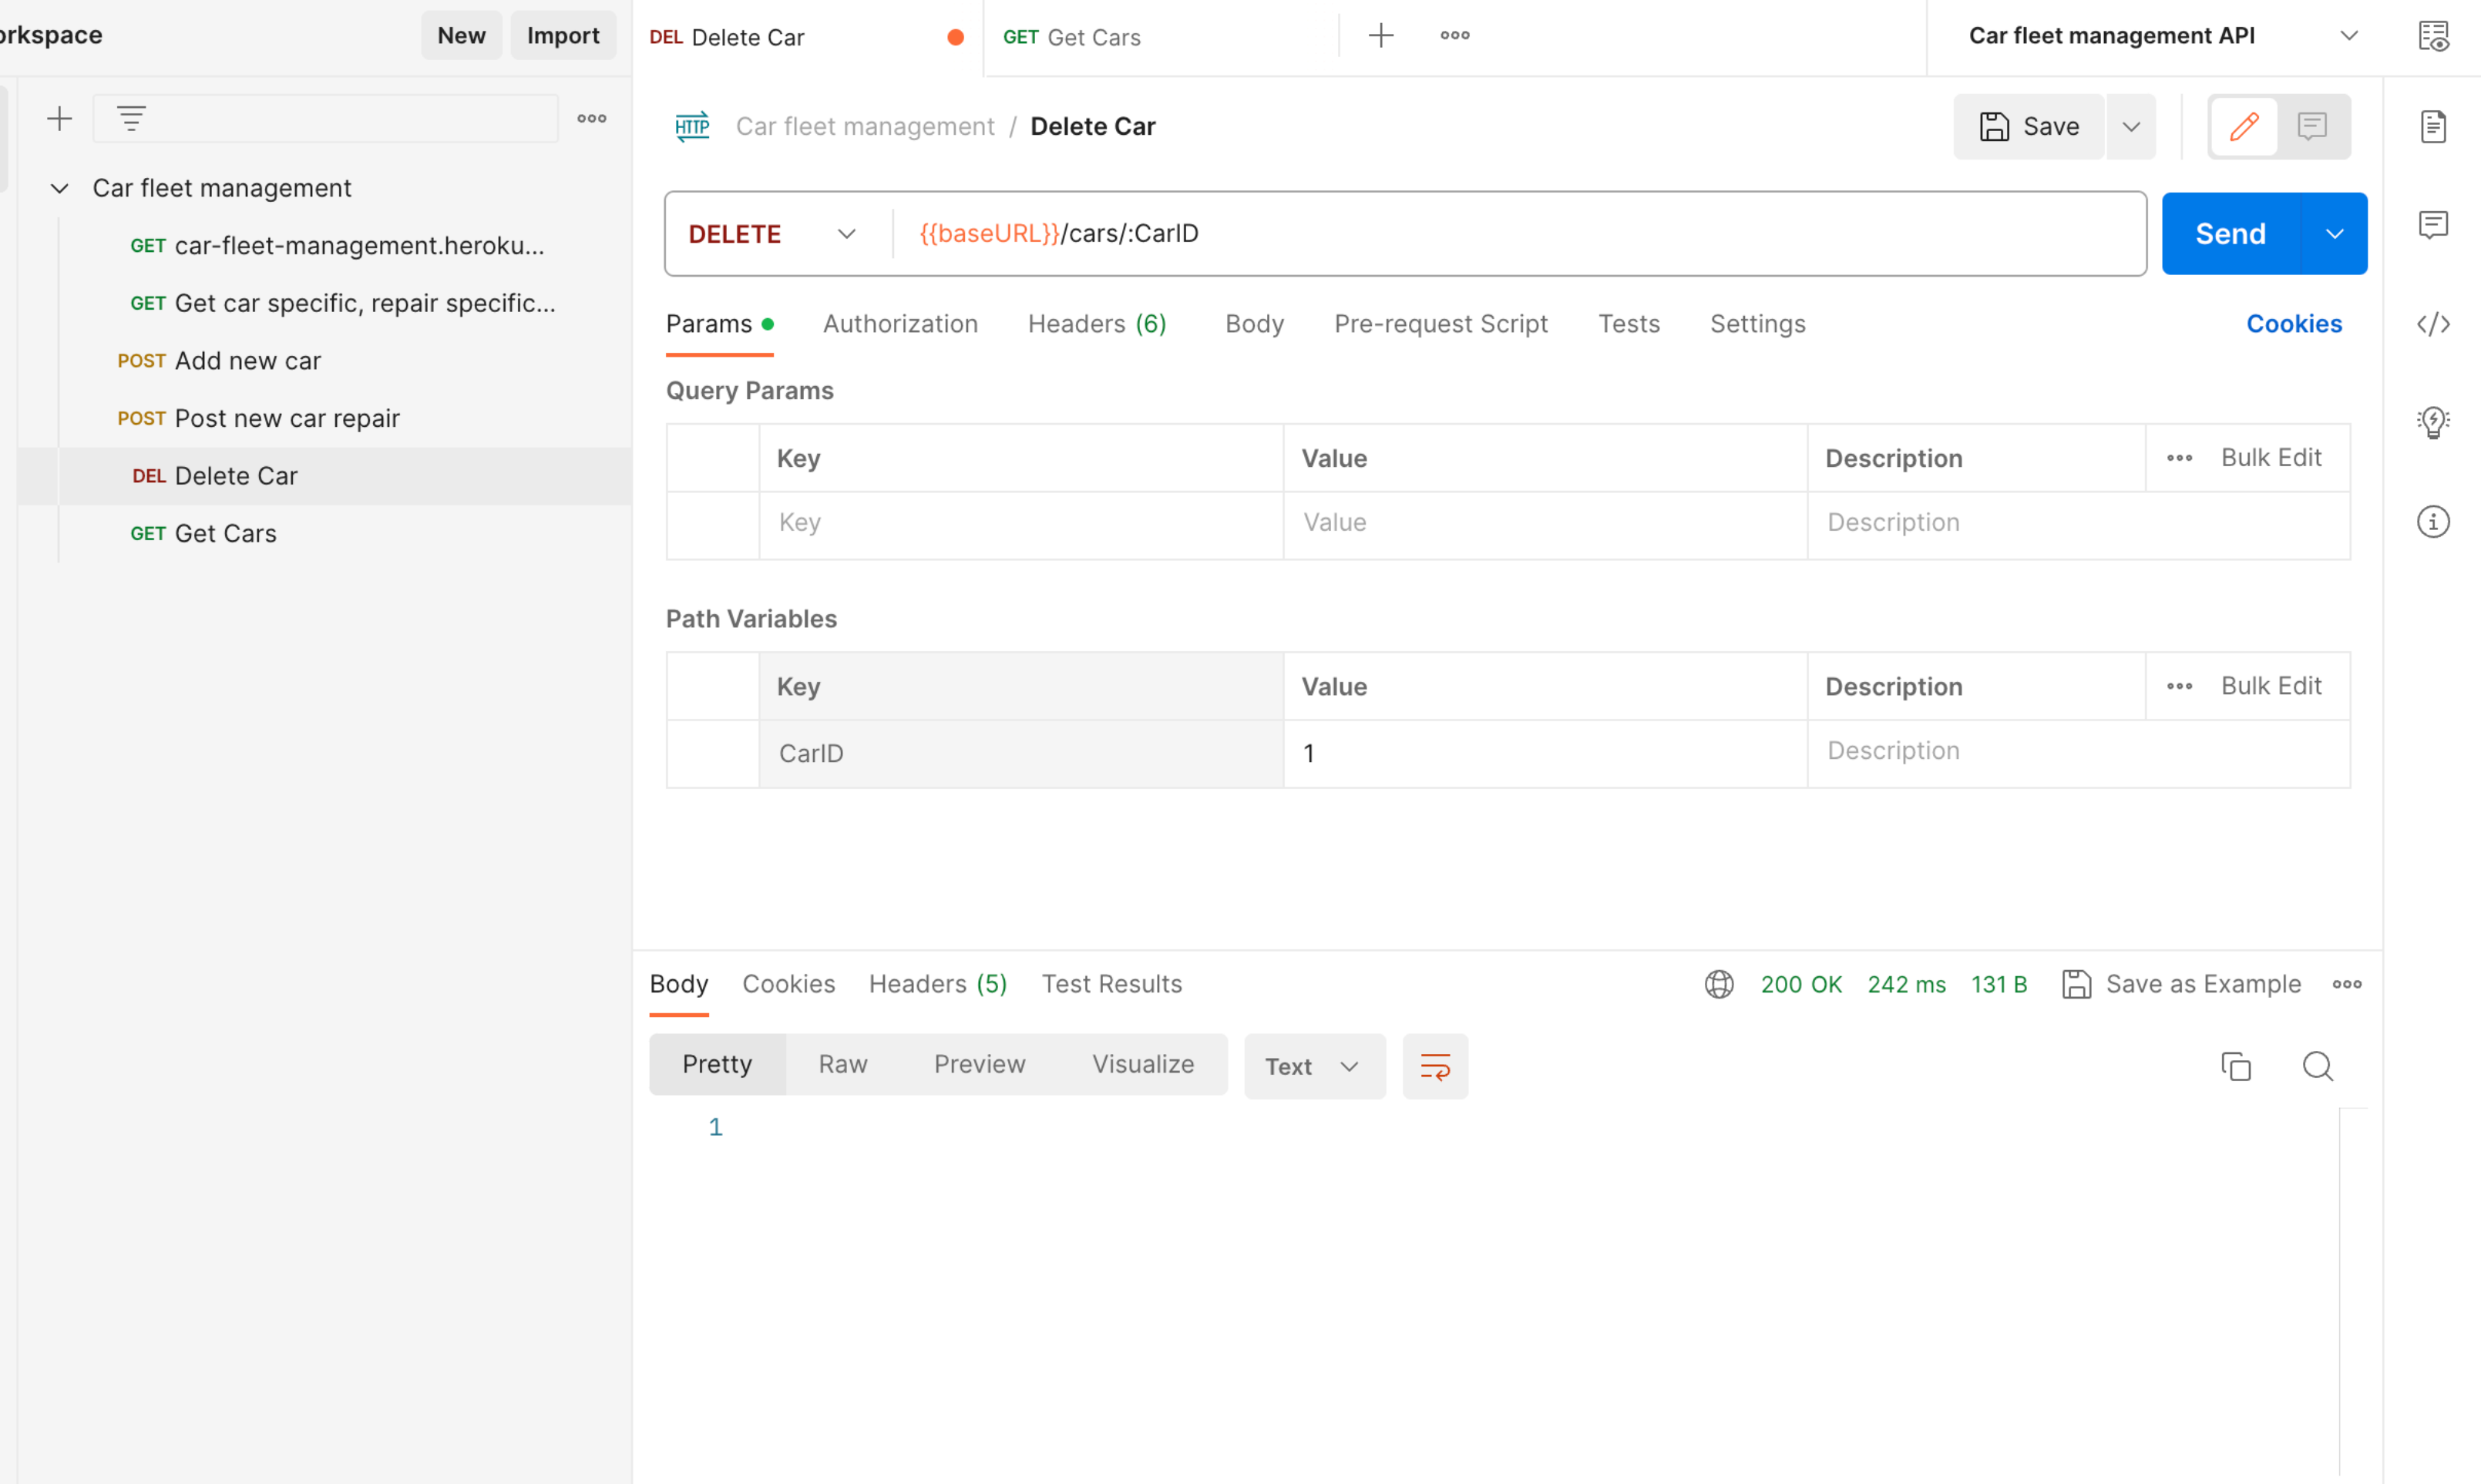 orkspace
New
Import
DEL Delete Car
GET Get Cars
Car fleet management API
Car fleet management
GET car-fleet-management.heroku...
GET Get car specific, repair specific...
POST Add new car
POST Post new car repair
DEL Delete Car
GET Get Cars
HTTP Car fleet management / Delete Car
Save
DELETE {{baseURL}}/cars/:CarID
Send
Params Authorization Headers (6) Body Pre-request Script Tests Settings Cookies
Query Params
Key Value Description Bulk Edit
Key Value Description
Path Variables
Key Value Description Bulk Edit
CarID 1 Description
Body Cookies Headers (5) Test Results 200 OK 242 ms 131 B Save as Example
Pretty Raw Preview Visualize Text
1